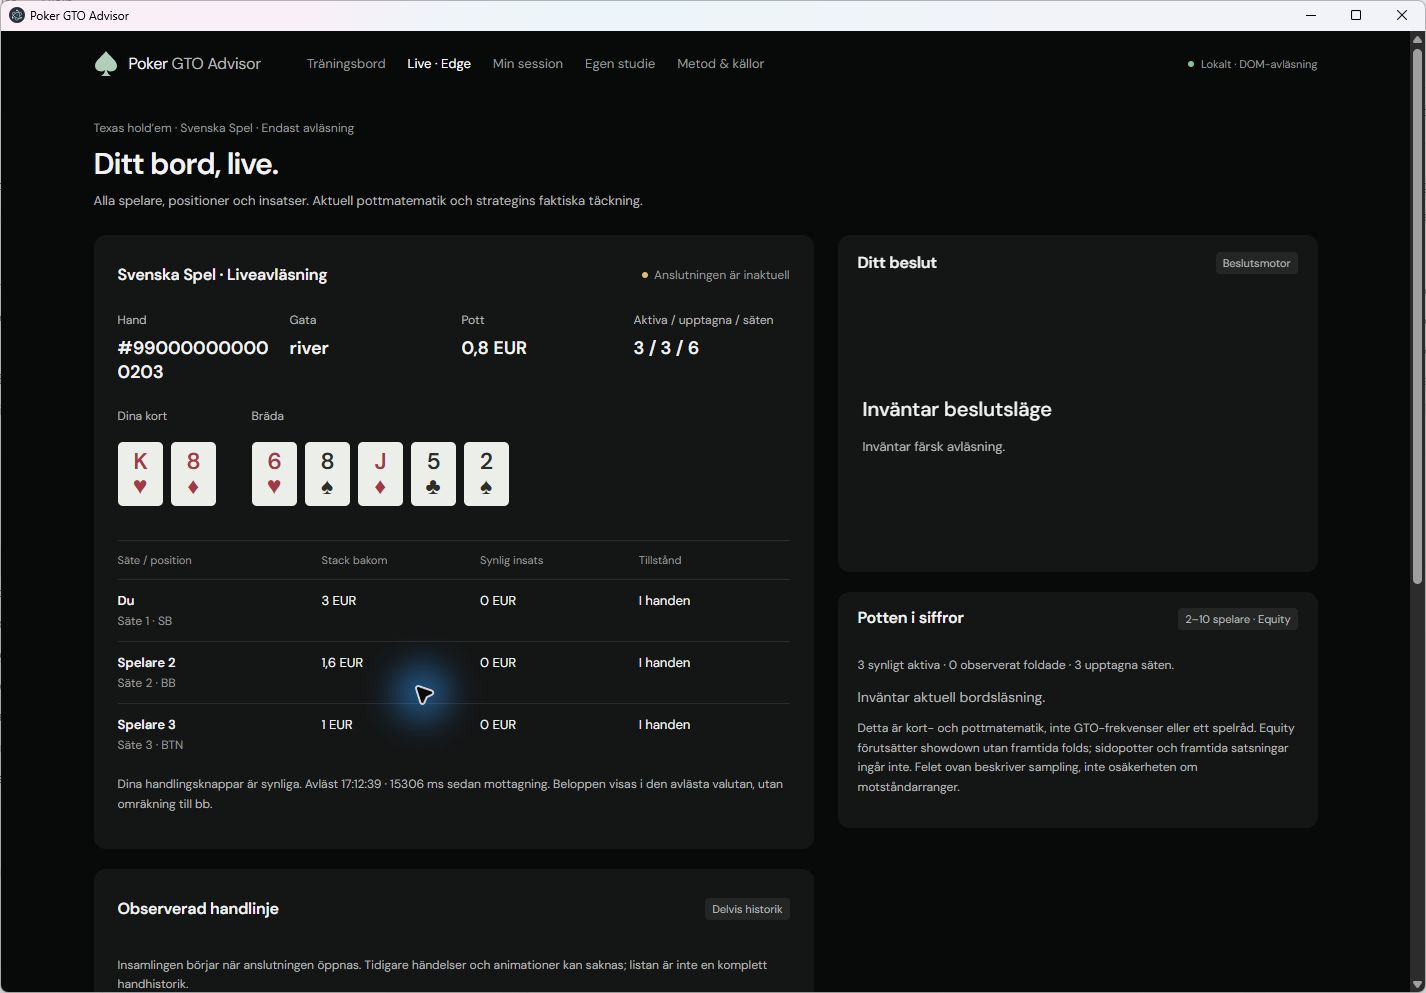 Poker GTO Advisor
Poker GTO Advisor
Träningsbord
Live · Edge
Min session
Egen studie
Metod & källor
Lokalt · DOM-avläsning
Texas hold'em · Svenska Spel · Endast avläsning
Ditt bord, live.
Alla spelare, positioner och insatser. Aktuell pottmatematik och strategins faktiska täckning.
Svenska Spel · Liveavläsning
Anslutningen är inaktuell
Hand
Gata
Pott
Aktiva / upptagna / säten
#99000000000
0203
river
0,8 EUR
3 / 3 / 6
Dina kort
Bräda
K 8 6 8 J 5 2
♥ ♦ ♥ ♠ ♦ ♣ ♠
Säte / position
Stack bakom
Synlig insats
Tillstånd
Du
3 EUR
0 EUR
I handen
Säte 1 · SB
Spelare 2
1,6 EUR
0 EUR
I handen
Säte 2 · BB
Spelare 3
1 EUR
0 EUR
I handen
Säte 3 · BTN
Dina handlingsknappar är synliga. Avläst 17:12:39 · 15306 ms sedan mottagning. Beloppen visas i den avlästa valutan, utan
omräkning till bb.
Observerad handlinje
Delvis historik
Insamlingen börjar när anslutningen öppnas. Tidigare händelser och animationer kan saknas; listan är inte en komplett
handhistorik.
Ditt beslut
Beslutsmotor
Inväntar beslutsläge
Inväntar färsk avläsning.
Potten i siffror
2–10 spelare · Equity
3 synligt aktiva · 0 observerat foldade · 3 upptagna säten.
Inväntar aktuell bordsläsning.
Detta är kort- och pottmatematik, inte GTO-frekvenser eller ett spelråd. Equity
förutsätter showdown utan framtida folds; sidopotter och framtida satsningar
ingår inte. Felet ovan beskriver sampling, inte osäkerheten om
motståndarranger.